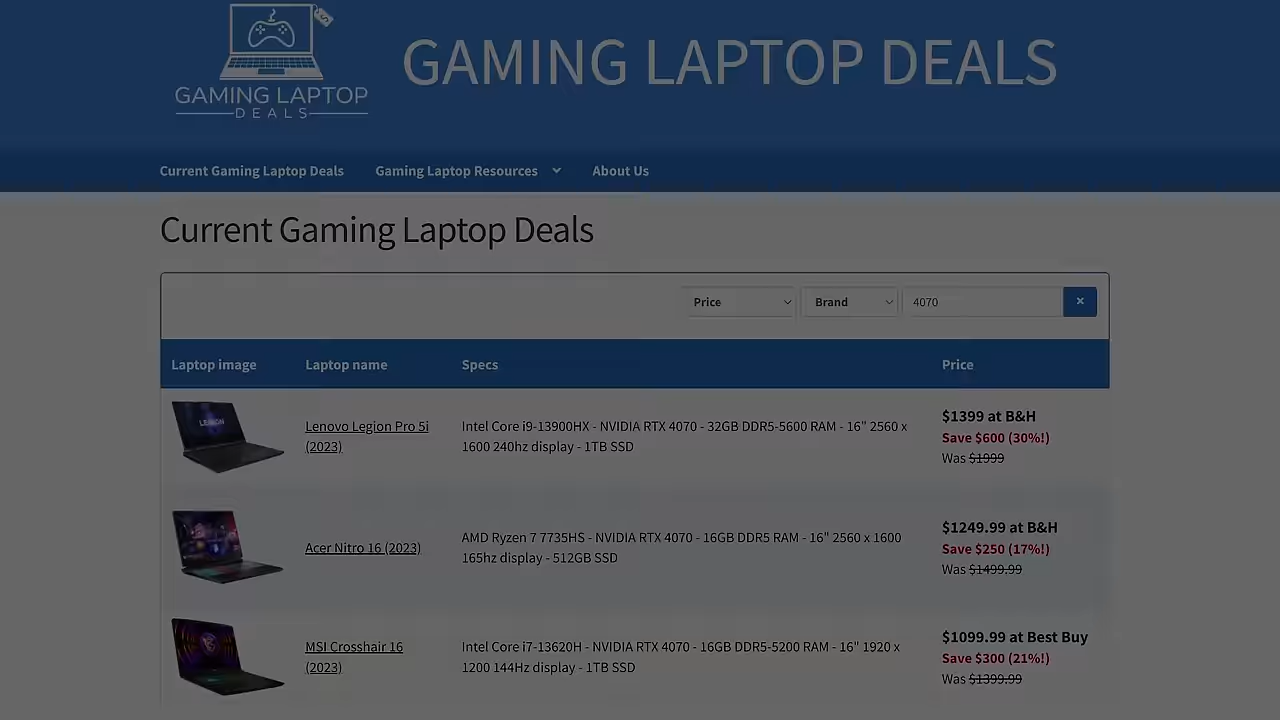 GAMING LAPTOP
DEALS
GAMING LAPTOP DEALS
Current Gaming Laptop Deals
Gaming Laptop Resources
About Us
Current Gaming Laptop Deals
Price
Brand
4070
×
Laptop image
Laptop name
Specs
Price
LEGION
Lenovo Legion Pro 5i
(2023)
Intel Core i9-13900HX - NVIDIA RTX 4070 - 32GB DDR5-5600 RAM - 16" 2560 x
1600 240hz display - 1TB SSD
$1399 at B&H
Save $600 (30%!)
Was $1999
Acer Nitro 16 (2023)
AMD Ryzen 7 7735HS - NVIDIA RTX 4070 - 16GB DDR5 RAM - 16" 2560 x 1600
165hz display - 512GB SSD
$1249.99 at B&H
Save $250 (17%!)
Was $1499.99
MSI Crosshair 16
(2023)
Intel Core i7-13620H - NVIDIA RTX 4070 - 16GB DDR5-5200 RAM - 16" 1920 x
1200 144Hz display - 1TB SSD
$1099.99 at Best Buy
Save $300 (21%!)
Was $1399.99